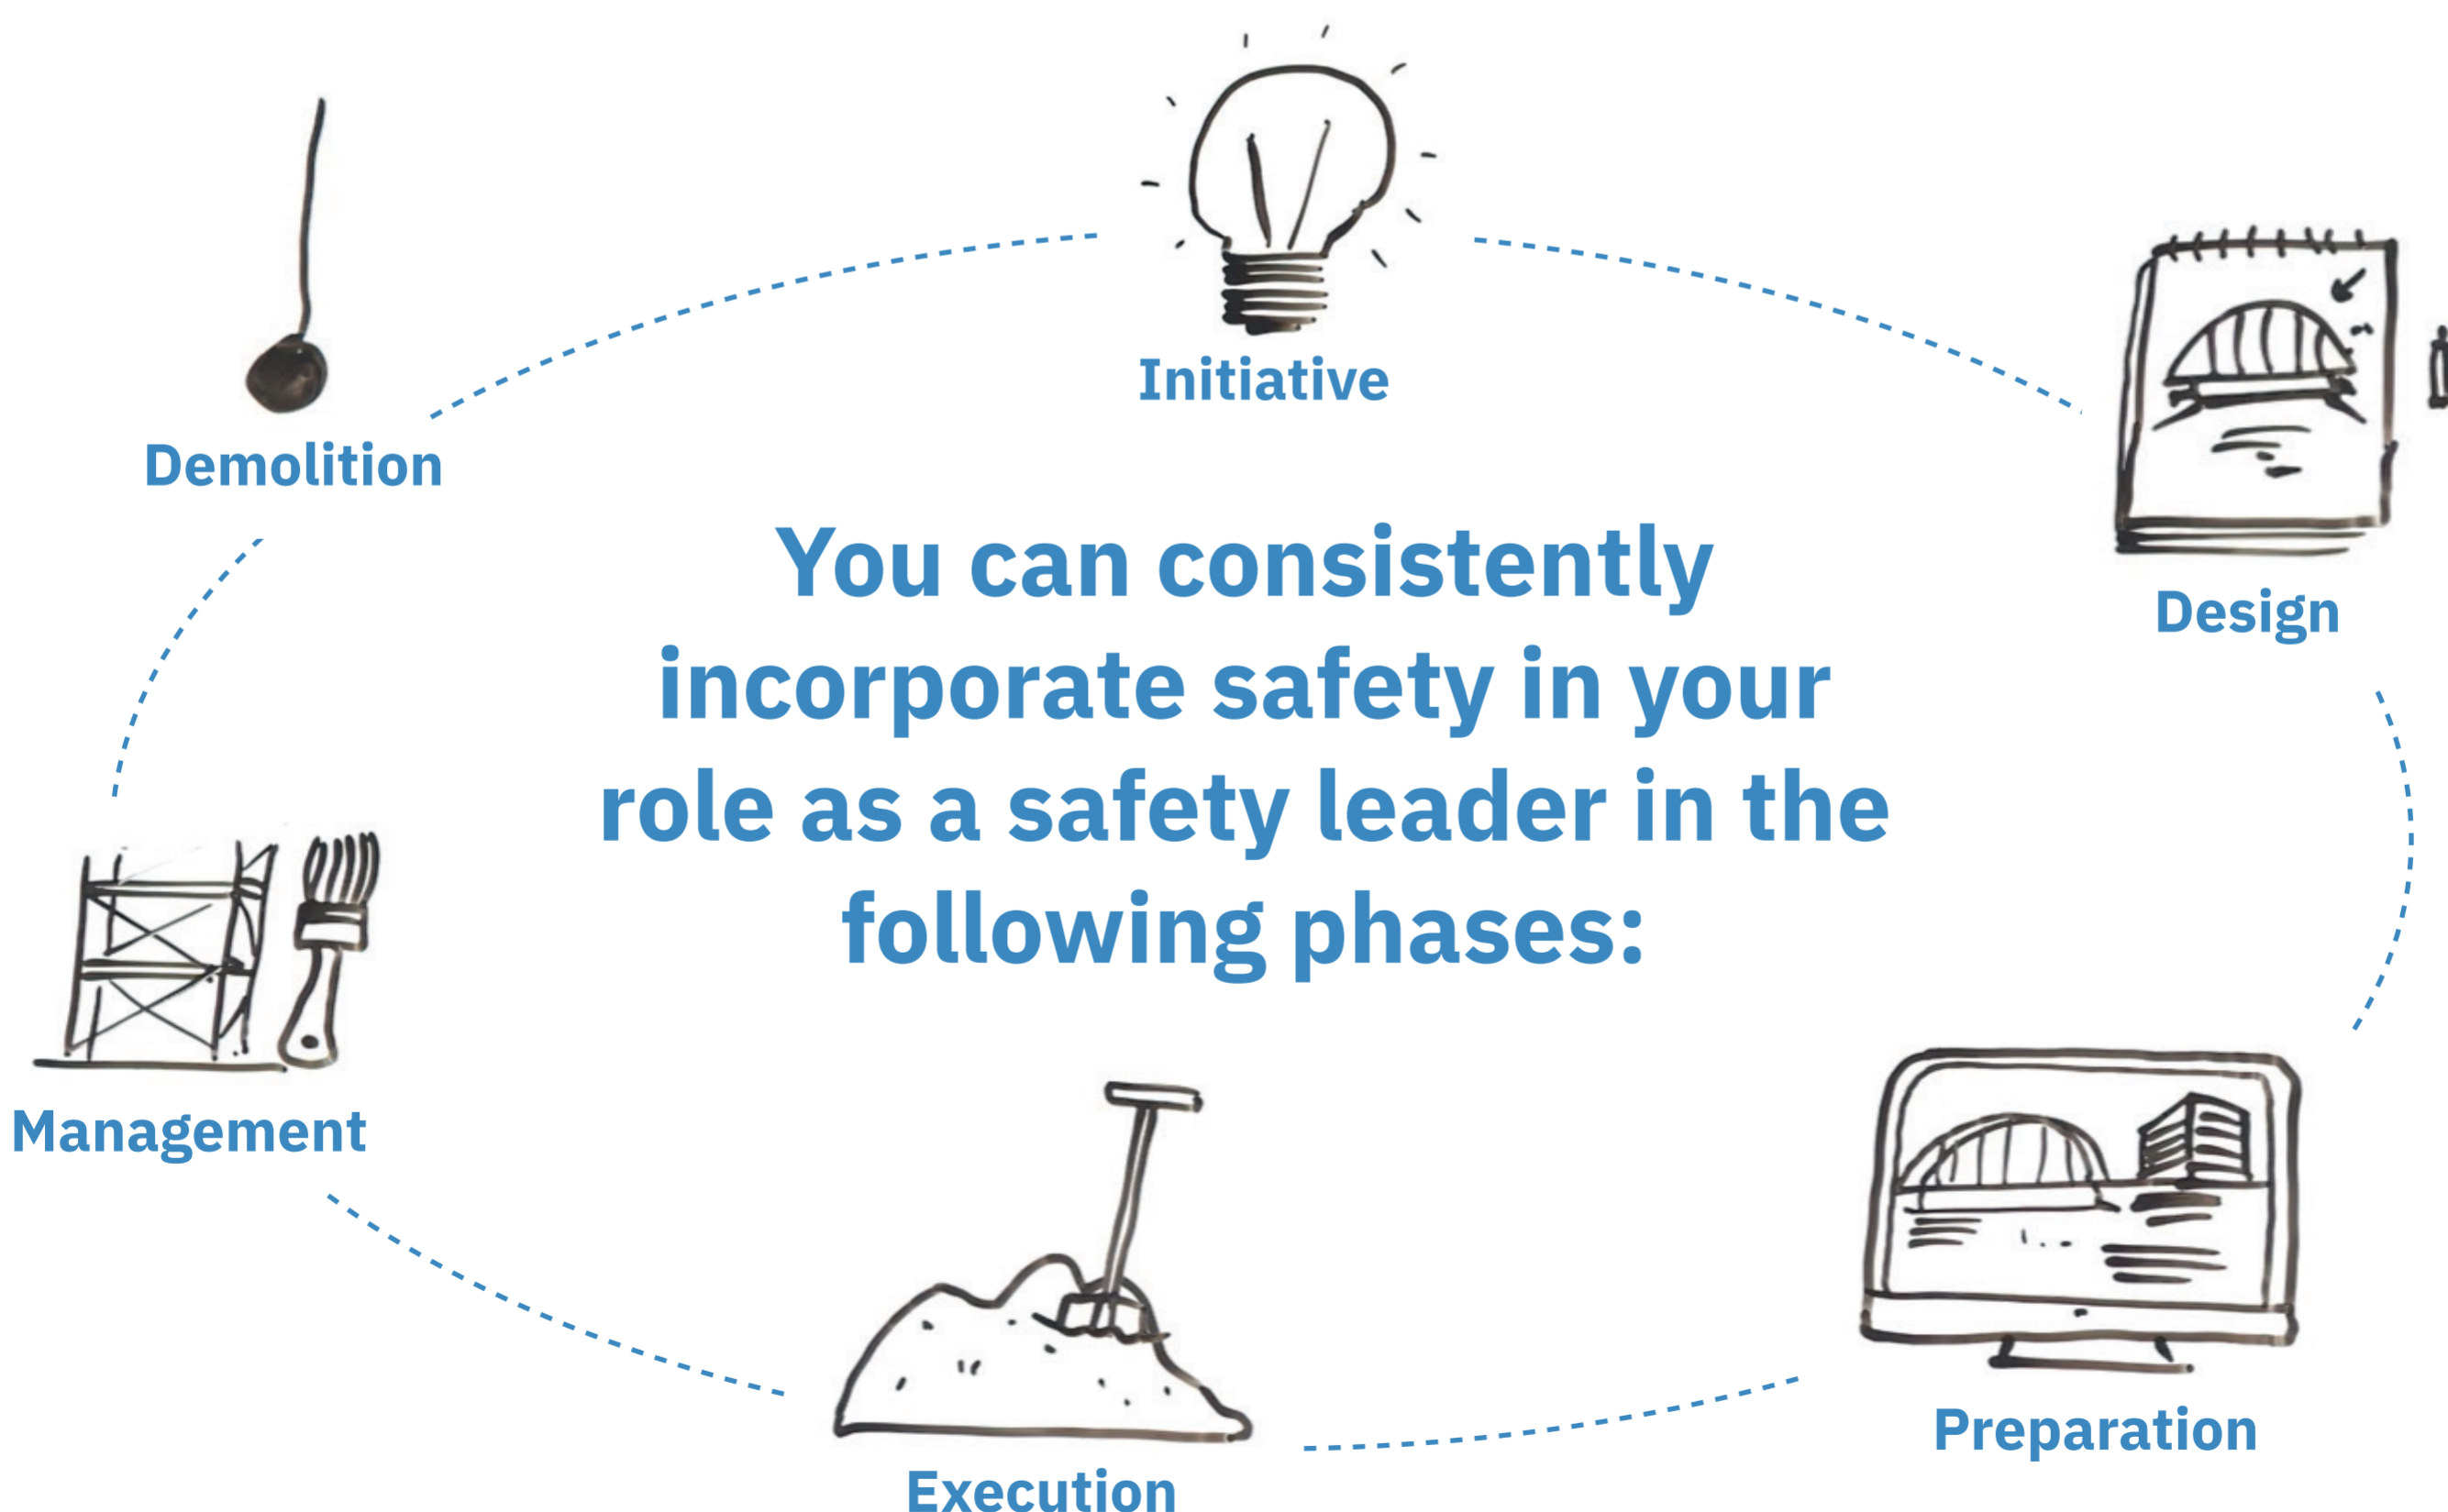 Initiative
Demolition
Design
You can consistently
incorporate safety in your
role as a safety leader in the
following phases:
Management
Preparation
Execution